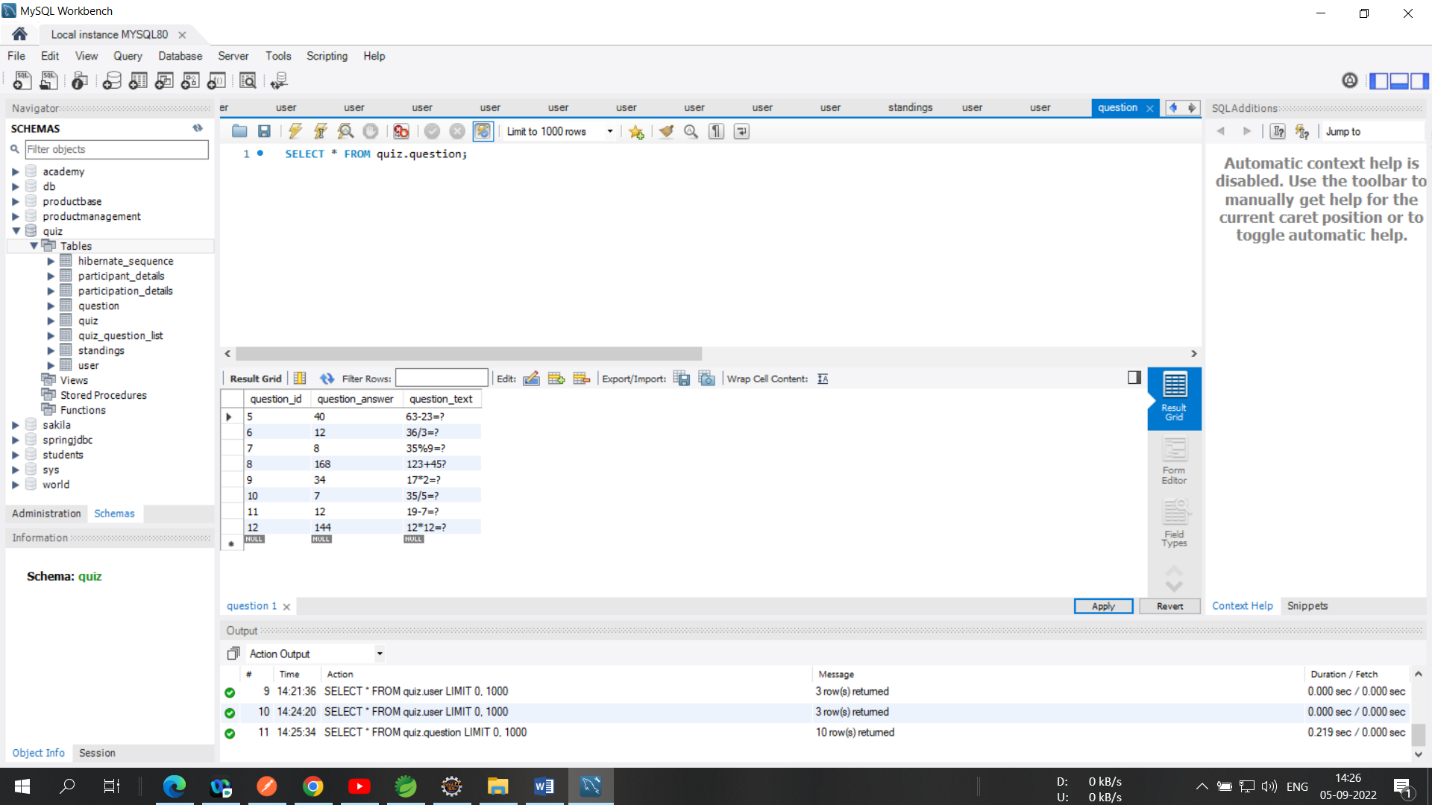 MySQL Workbench
Local instance MYSQL80
File Edit View Query Database Server Tools Scripting Help
Navigator
SCHEMAS
Filter objects
academy
db
productbase
productmanagement
quiz
Tables
hibernate_sequence
participant_details
participation_details
question
quiz
quiz_question_list
standings
user
Views
Stored Procedures
Functions
sakila
springjdbc
students
sys
world
Administration Schemas
Information
Schema: quiz
Object Info Session
er user user user user user user user user user standings user user question
Limit to 1000 rows
1 SELECT * FROM quiz.question;
Result Grid Filter Rows: Edit: Export/Import: Wrap Cell Content:
question_id question_answer question_text
5 40 63-23=?
6 12 36/3=?
7 8 35%9=?
8 168 123+45?
9 34 17*2=?
10 7 35/5=?
11 12 19-7=?
12 144 12*12=?
NULL NULL NULL
Result
Grid
Form
Editor
Field
Types
question 1 Apply Revert
SQLAdditions
Jump to
Automatic context help is
disabled. Use the toolbar to
manually get help for the
current caret position or to
toggle automatic help.
Context Help Snippets
Output
Action Output
# Time Action Message Duration / Fetch
9 14:21:36 SELECT * FROM quiz.user LIMIT 0, 1000 3 row(s) returned 0.000 sec / 0.000 sec
10 14:24:20 SELECT * FROM quiz.user LIMIT 0, 1000 3 row(s) returned 0.000 sec / 0.000 sec
11 14:25:34 SELECT * FROM quiz.question LIMIT 0, 1000 10 row(s) returned 0.219 sec / 0.000 sec
D: 0 kB/s
U: 0 kB/s
ENG
14:26
05-09-2022
1